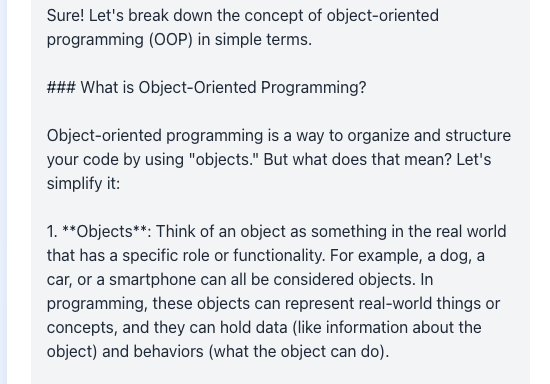 Sure! Let's break down the concept of object-oriented
programming (OOP) in simple terms.
### What is Object-Oriented Programming?
Object-oriented programming is a way to organize and structure
your code by using "objects." But what does that mean? Let's
simplify it:
1. **Objects**: Think of an object as something in the real world
that has a specific role or functionality. For example, a dog, a
car, or a smartphone can all be considered objects. In
programming, these objects can represent real-world things or
concepts, and they can hold data (like information about the
object) and behaviors (what the object can do).